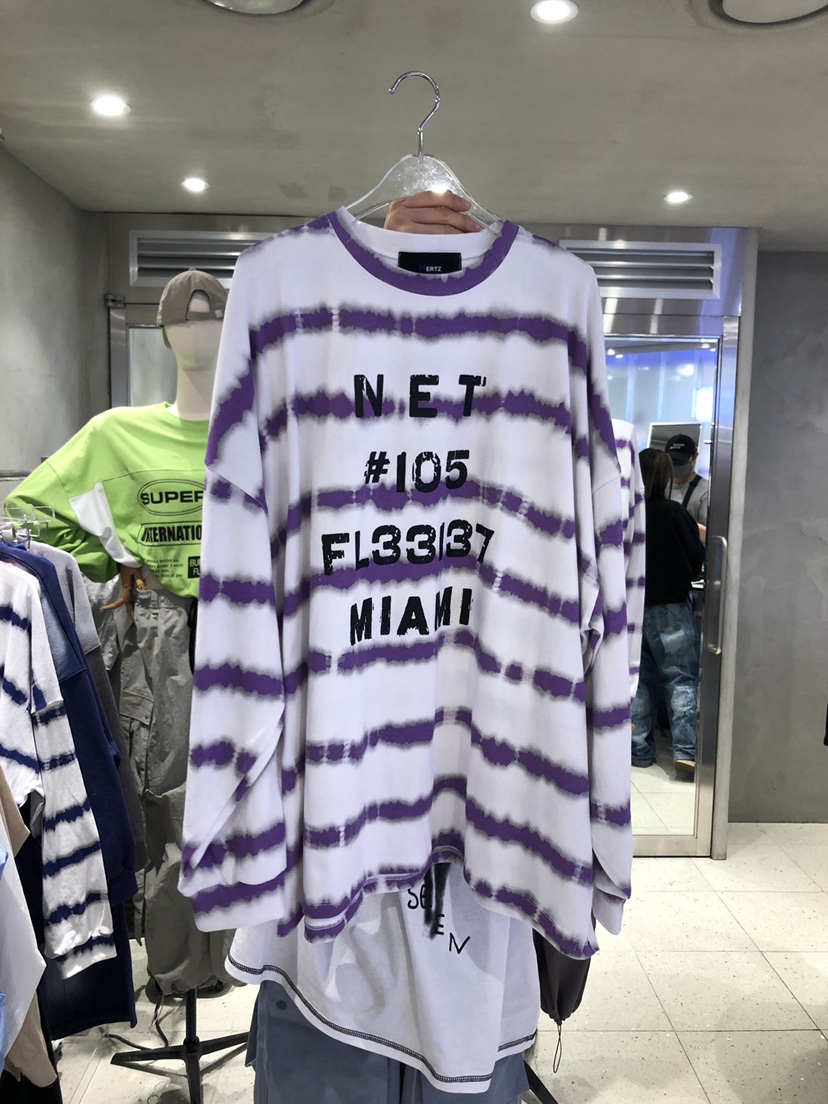 ERTZ
NET
#105
FL33137
MIAMI
SUPER
INTERNATIO